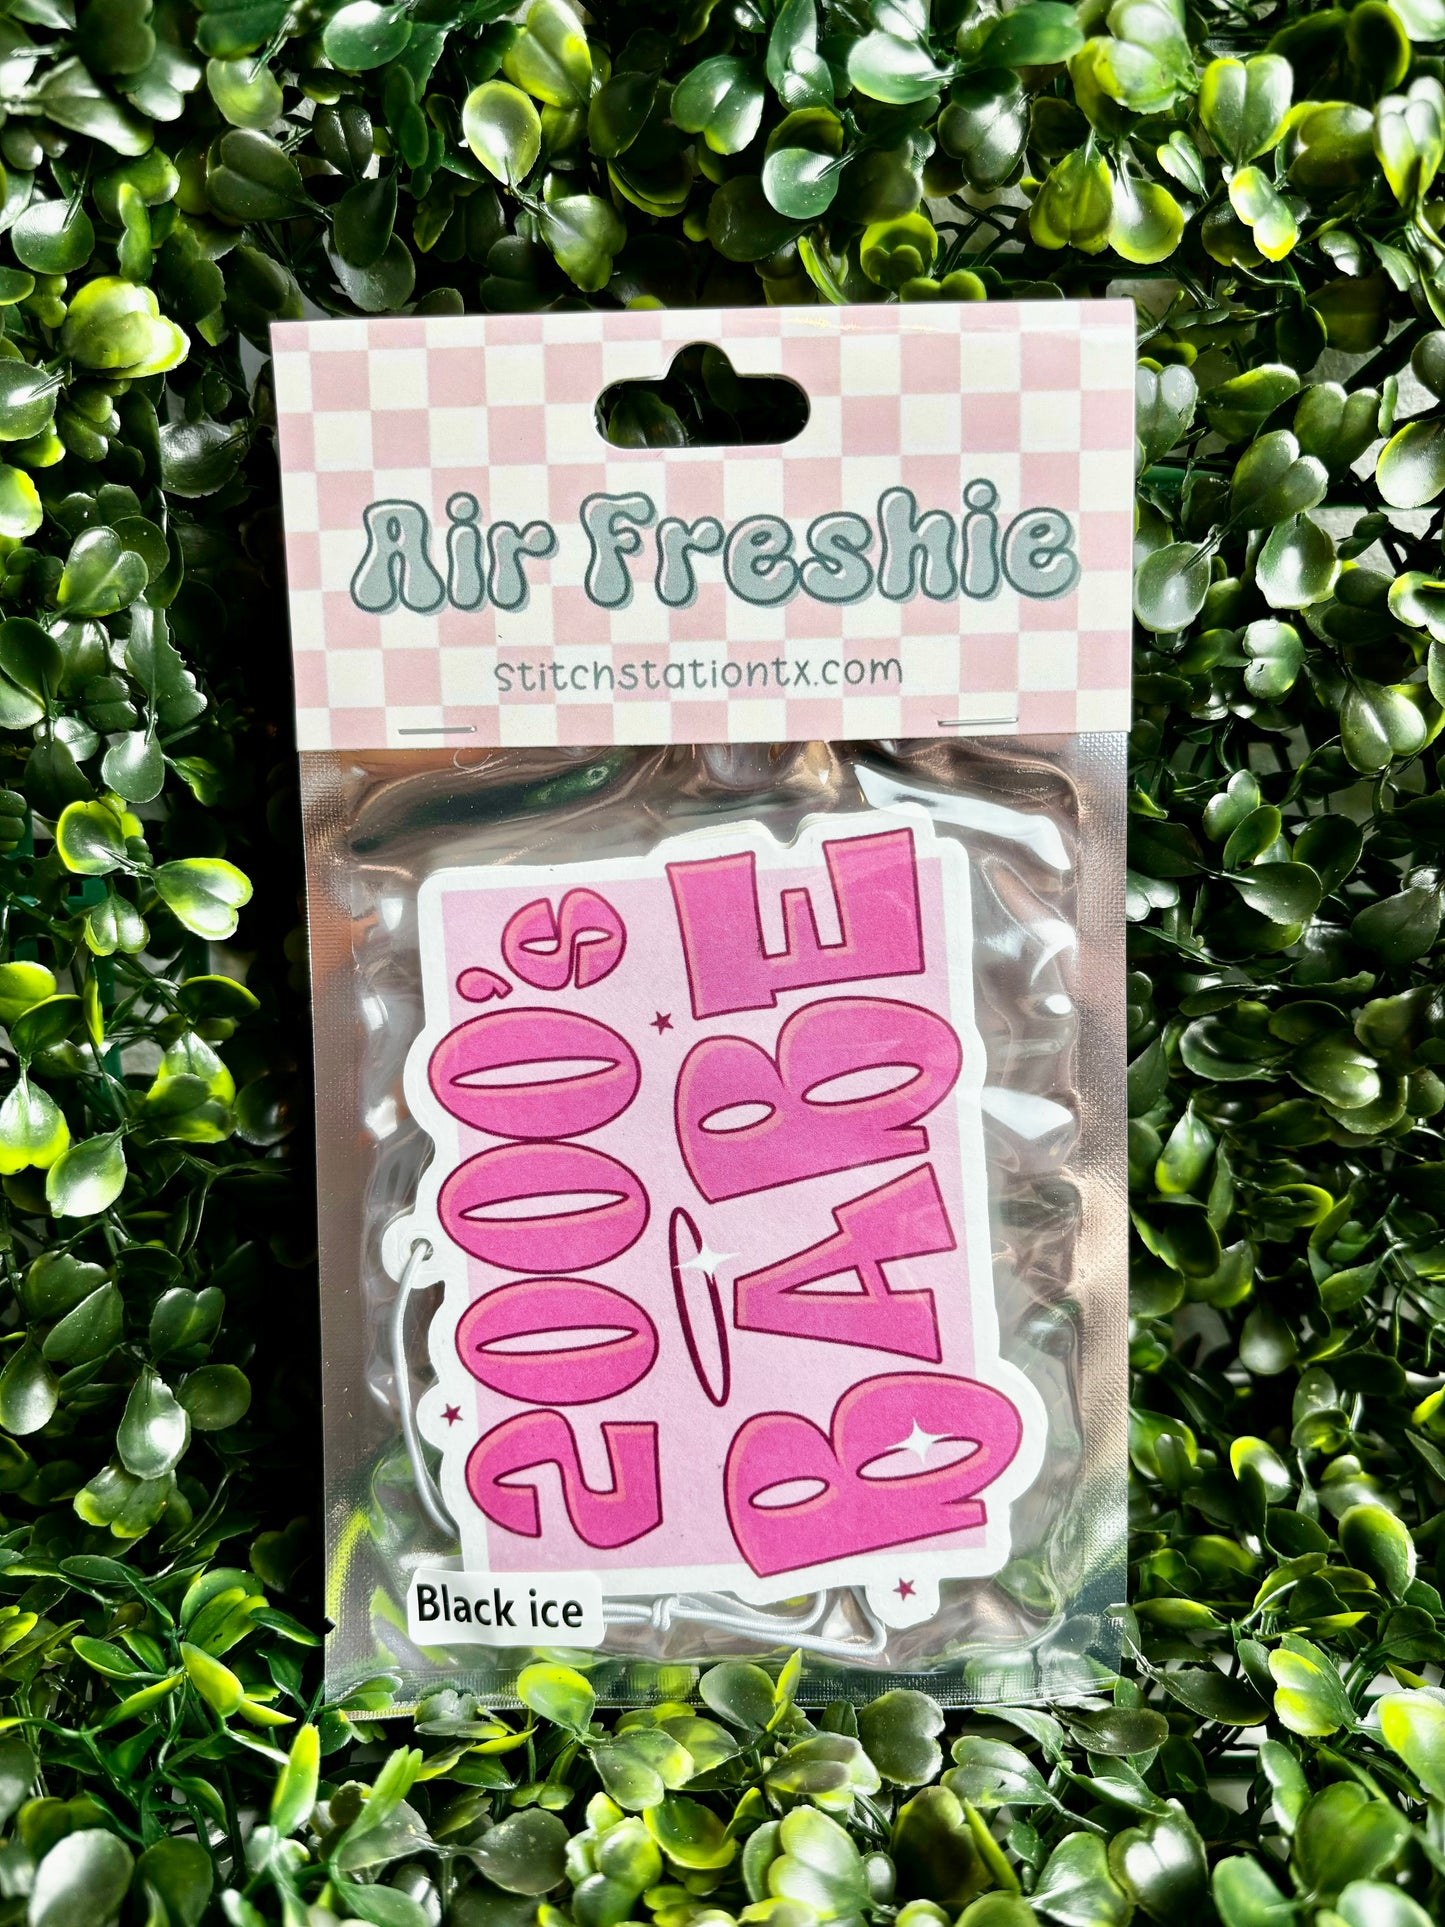 Air Freshie
stitchstationtx.com
2000's
BABE
Black ice